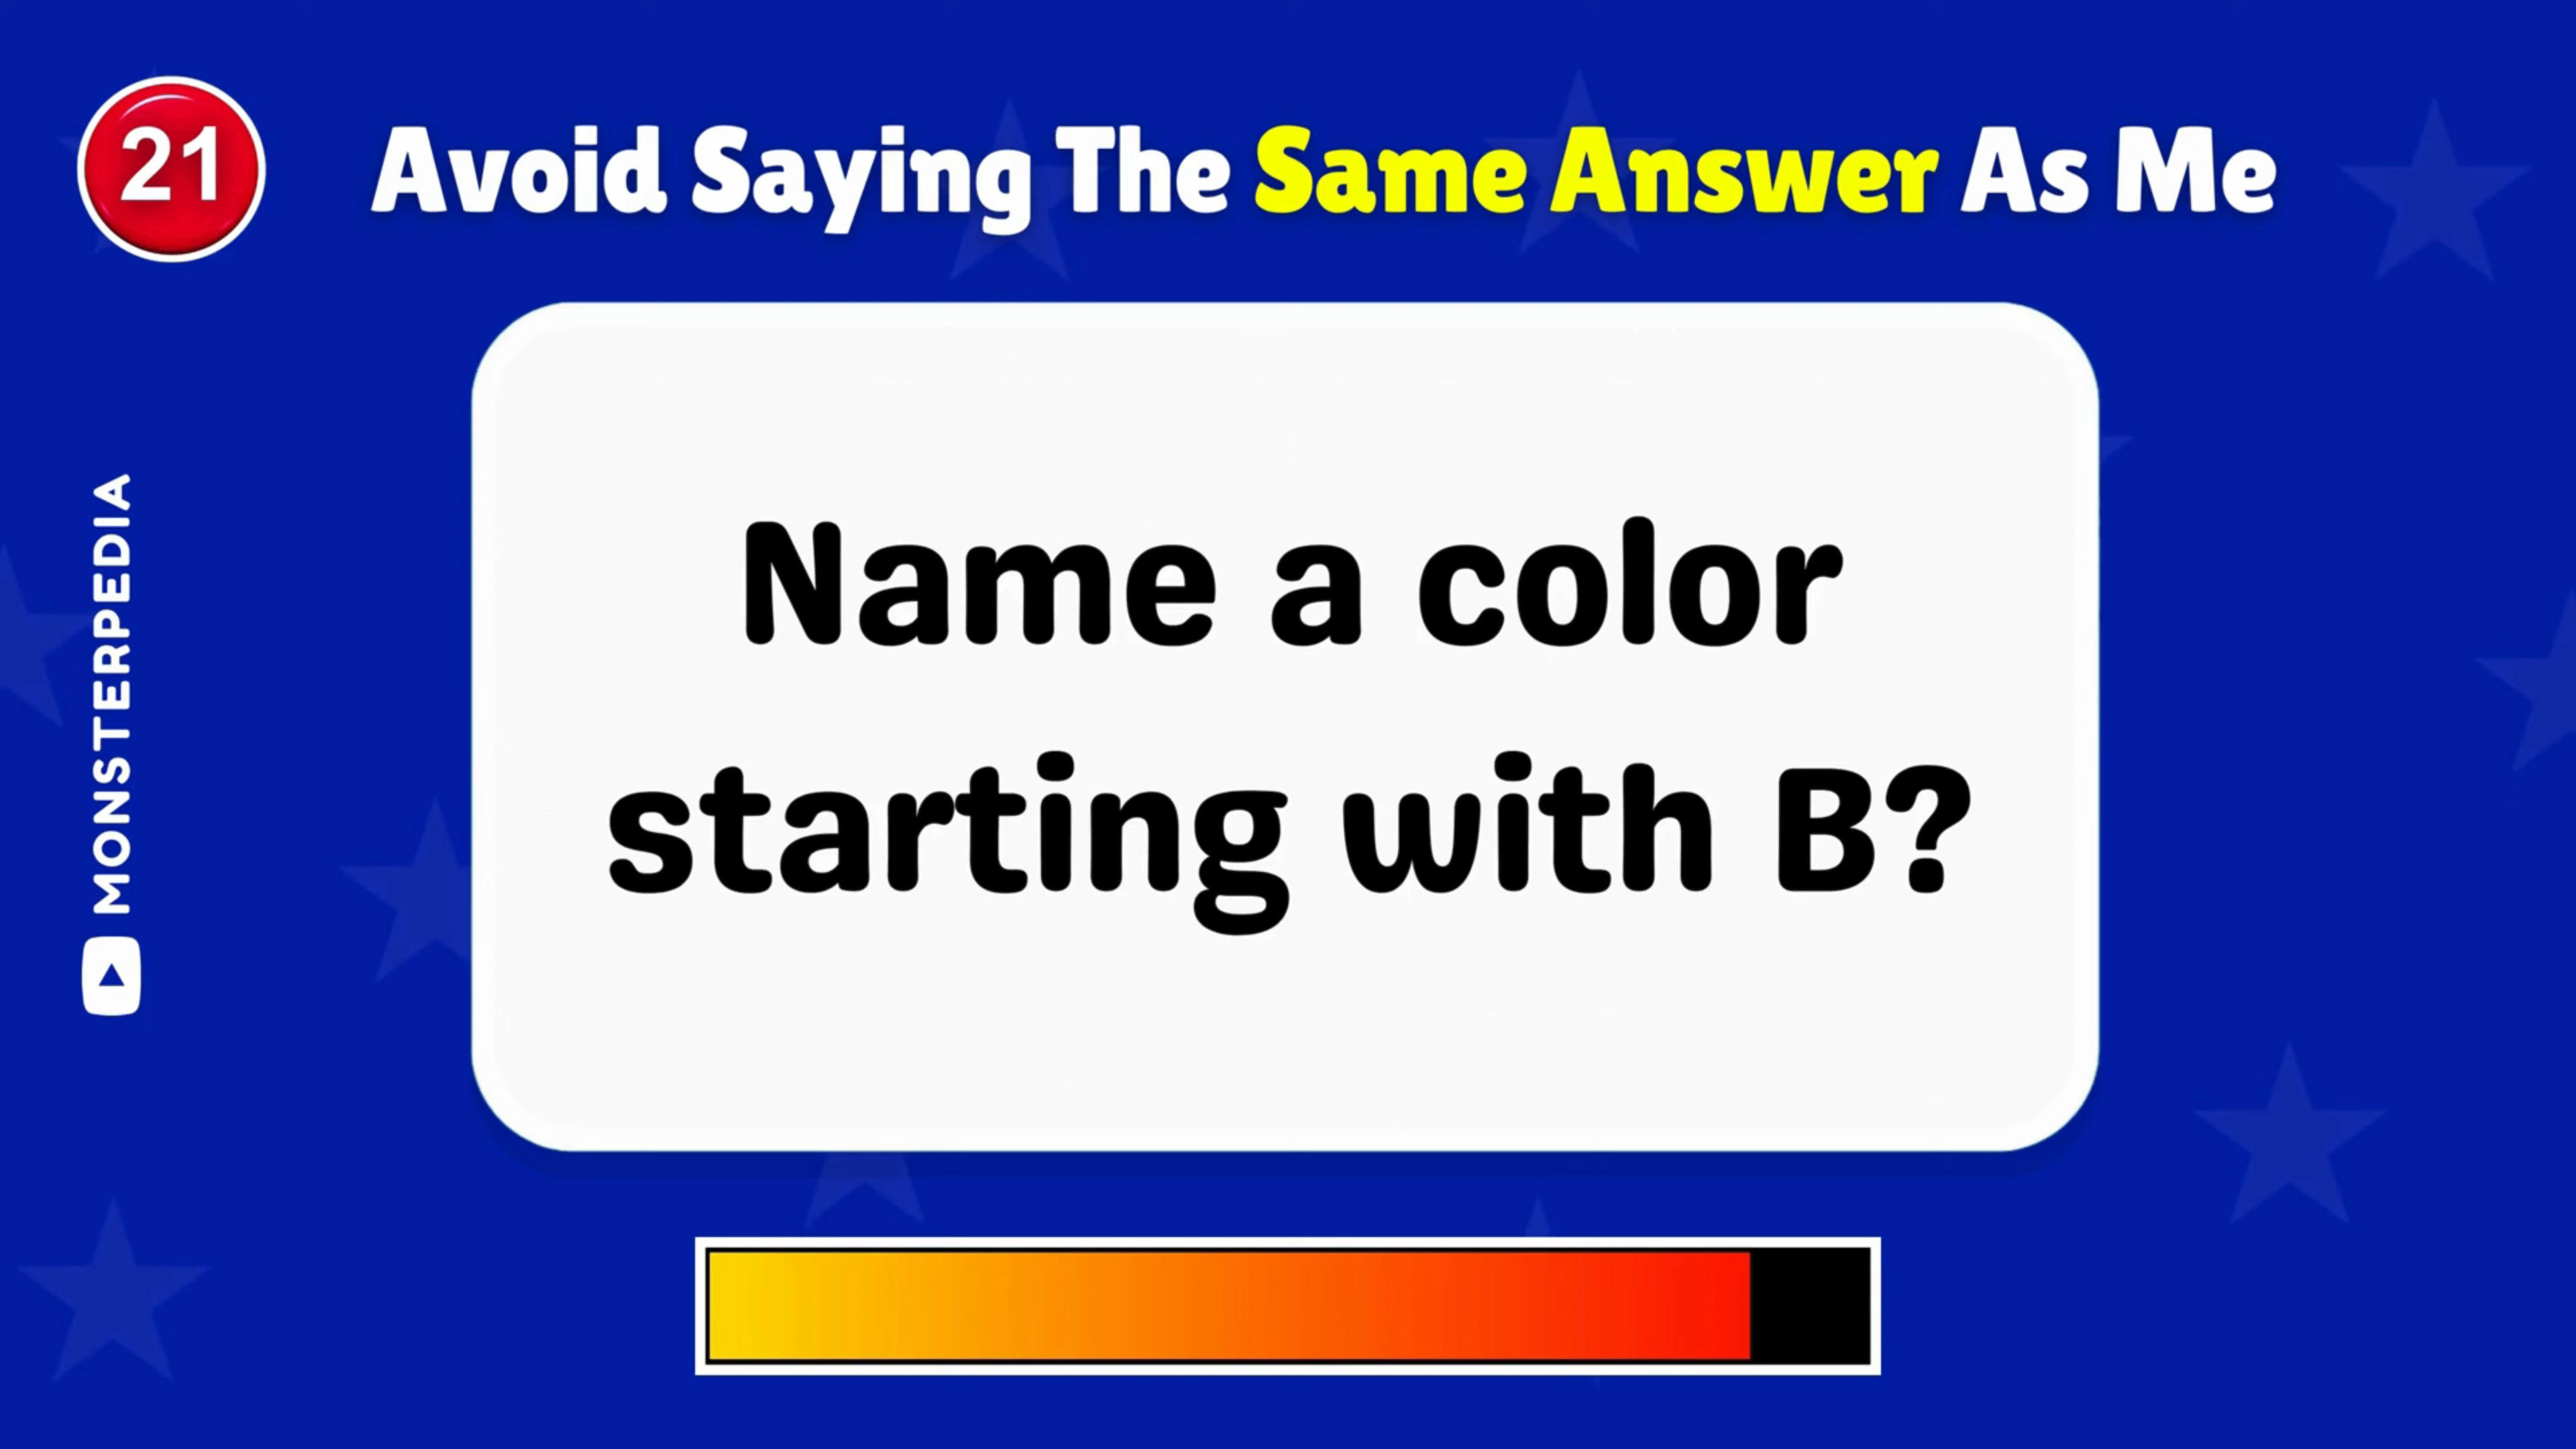 21
Avoid Saying The Same Answer As Me
Name a color
starting with B?
MONSTERPEDIA